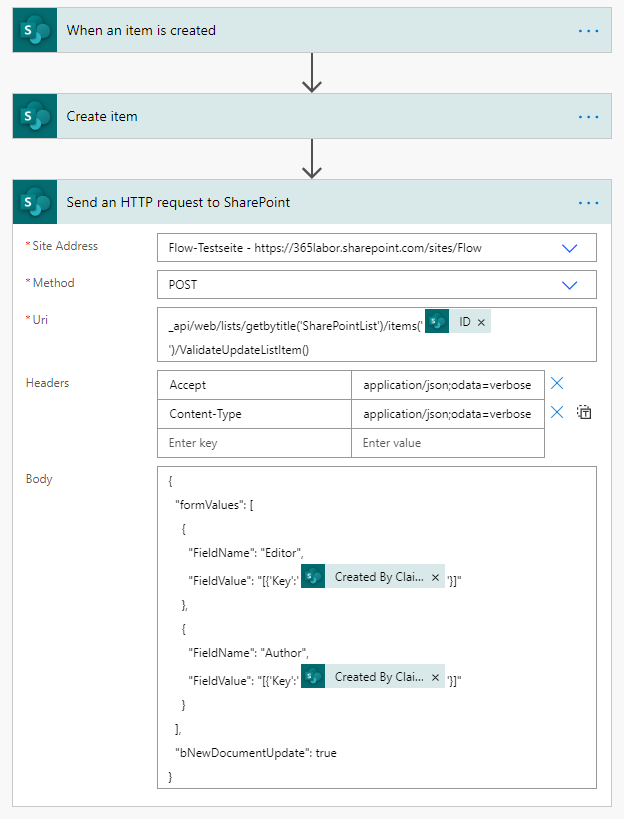 When an item is created
Create item
Send an HTTP request to SharePoint
* Site Address
Flow-Testseite - https://365labor.sharepoint.com/sites/Flow
* Method
POST
* Uri
_api/web/lists/getbytitle('SharePointList')/items(' ID ×
')/ValidateUpdateListItem()
Headers
Accept application/json;odata=verbose
Content-Type application/json;odata=verbose
Enter key Enter value
Body
{
"formValues": [
{
"FieldName": "Editor",
"FieldValue": "[{'Key':' Created By Clai... × '}]"
},
{
"FieldName": "Author",
"FieldValue": "[{'Key':' Created By Clai... × '}]"
}
],
"bNewDocumentUpdate": true
}